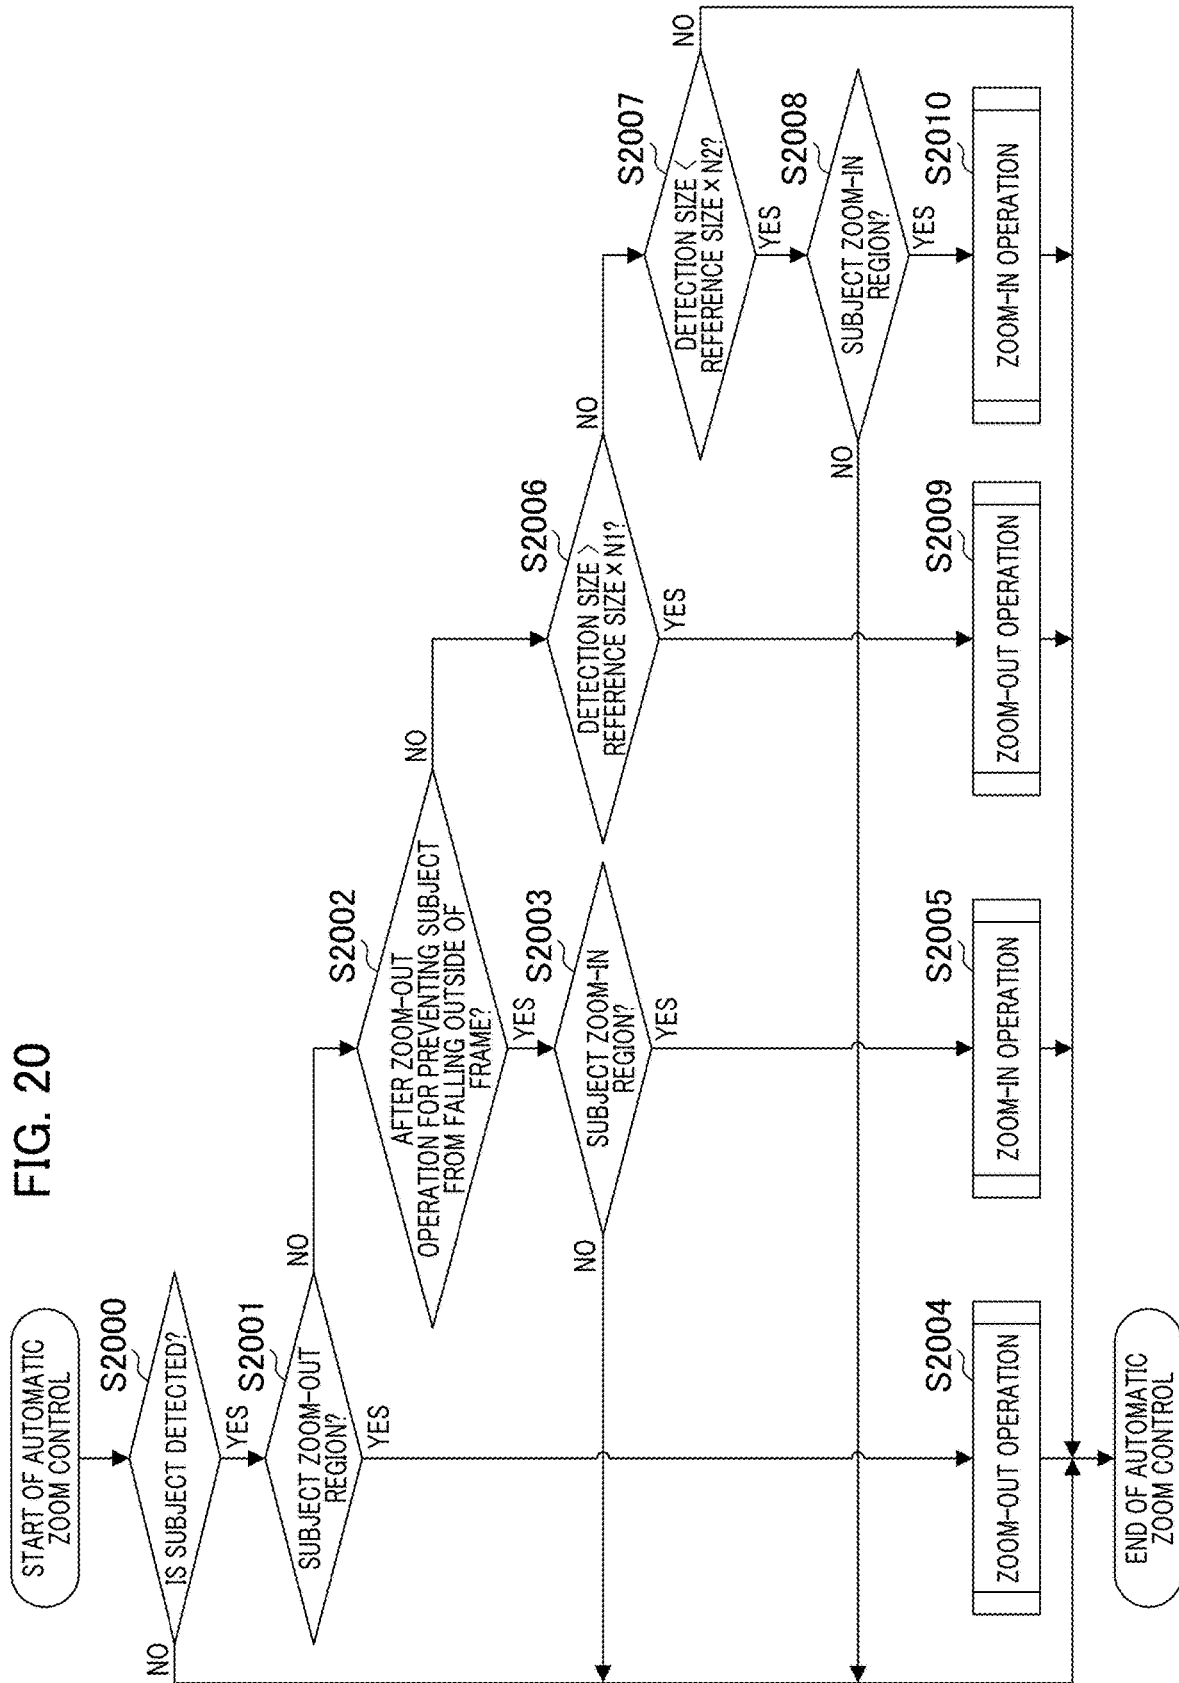 FIG. 20
START OF AUTOMATIC
ZOOM CONTROL
S2000
IS SUBJECT DETECTED?
NO
YES
S2001
SUBJECT ZOOM-OUT
REGION?
NO
YES
S2002
AFTER ZOOM-OUT
OPERATION FOR PREVENTING SUBJECT
FROM FALLING OUTSIDE OF
FRAME?
NO
YES
S2003
SUBJECT ZOOM-IN
REGION?
NO
YES
S2006
DETECTION SIZE >
REFERENCE SIZE × N1?
NO
YES
S2007
DETECTION SIZE <
REFERENCE SIZE × N2?
NO
YES
S2008
SUBJECT ZOOM-IN
REGION?
NO
YES
S2004
ZOOM-OUT OPERATION
S2005
ZOOM-IN OPERATION
S2009
ZOOM-OUT OPERATION
S2010
ZOOM-IN OPERATION
END OF AUTOMATIC
ZOOM CONTROL